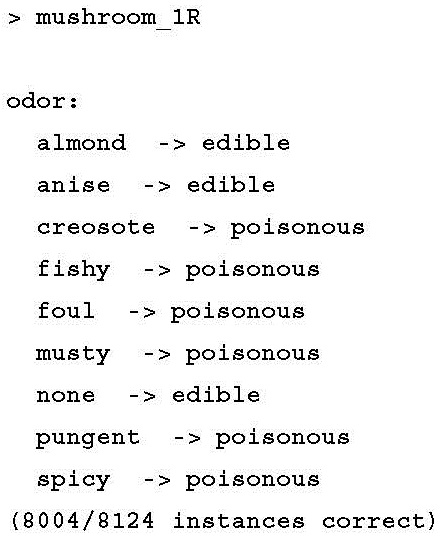 > mushroom_1R
odor:
almond -> edible
anise -> edible
creosote -> poisonous
fishy -> poisonous
foul -> poisonous
musty -> poisonous
none -> edible
pungent -> poisonous
spicy -> poisonous
(8004/8124 instances correct)